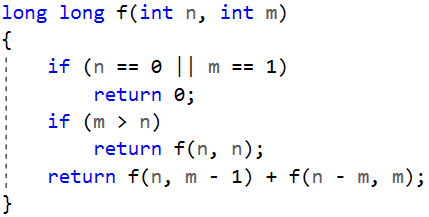 long long f(int n, int m)
{
    if (n == 0 || m == 1)
        return 0;
    if (m > n)
        return f(n, n);
    return f(n, m - 1) + f(n - m, m);
}